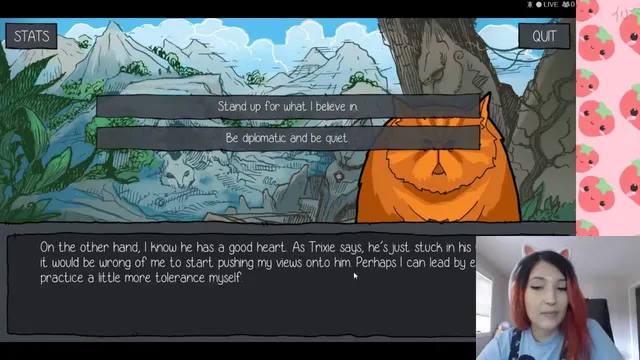 LIVE
STATS
QUIT
Stand up for what I believe in.
Be diplomatic and be quiet.
On the other hand, I know he has a good heart. As Trixie says, he's just stuck in his
it would be wrong of me to start pushing my views onto him. Perhaps I can lead by
practice a little more tolerance myself.